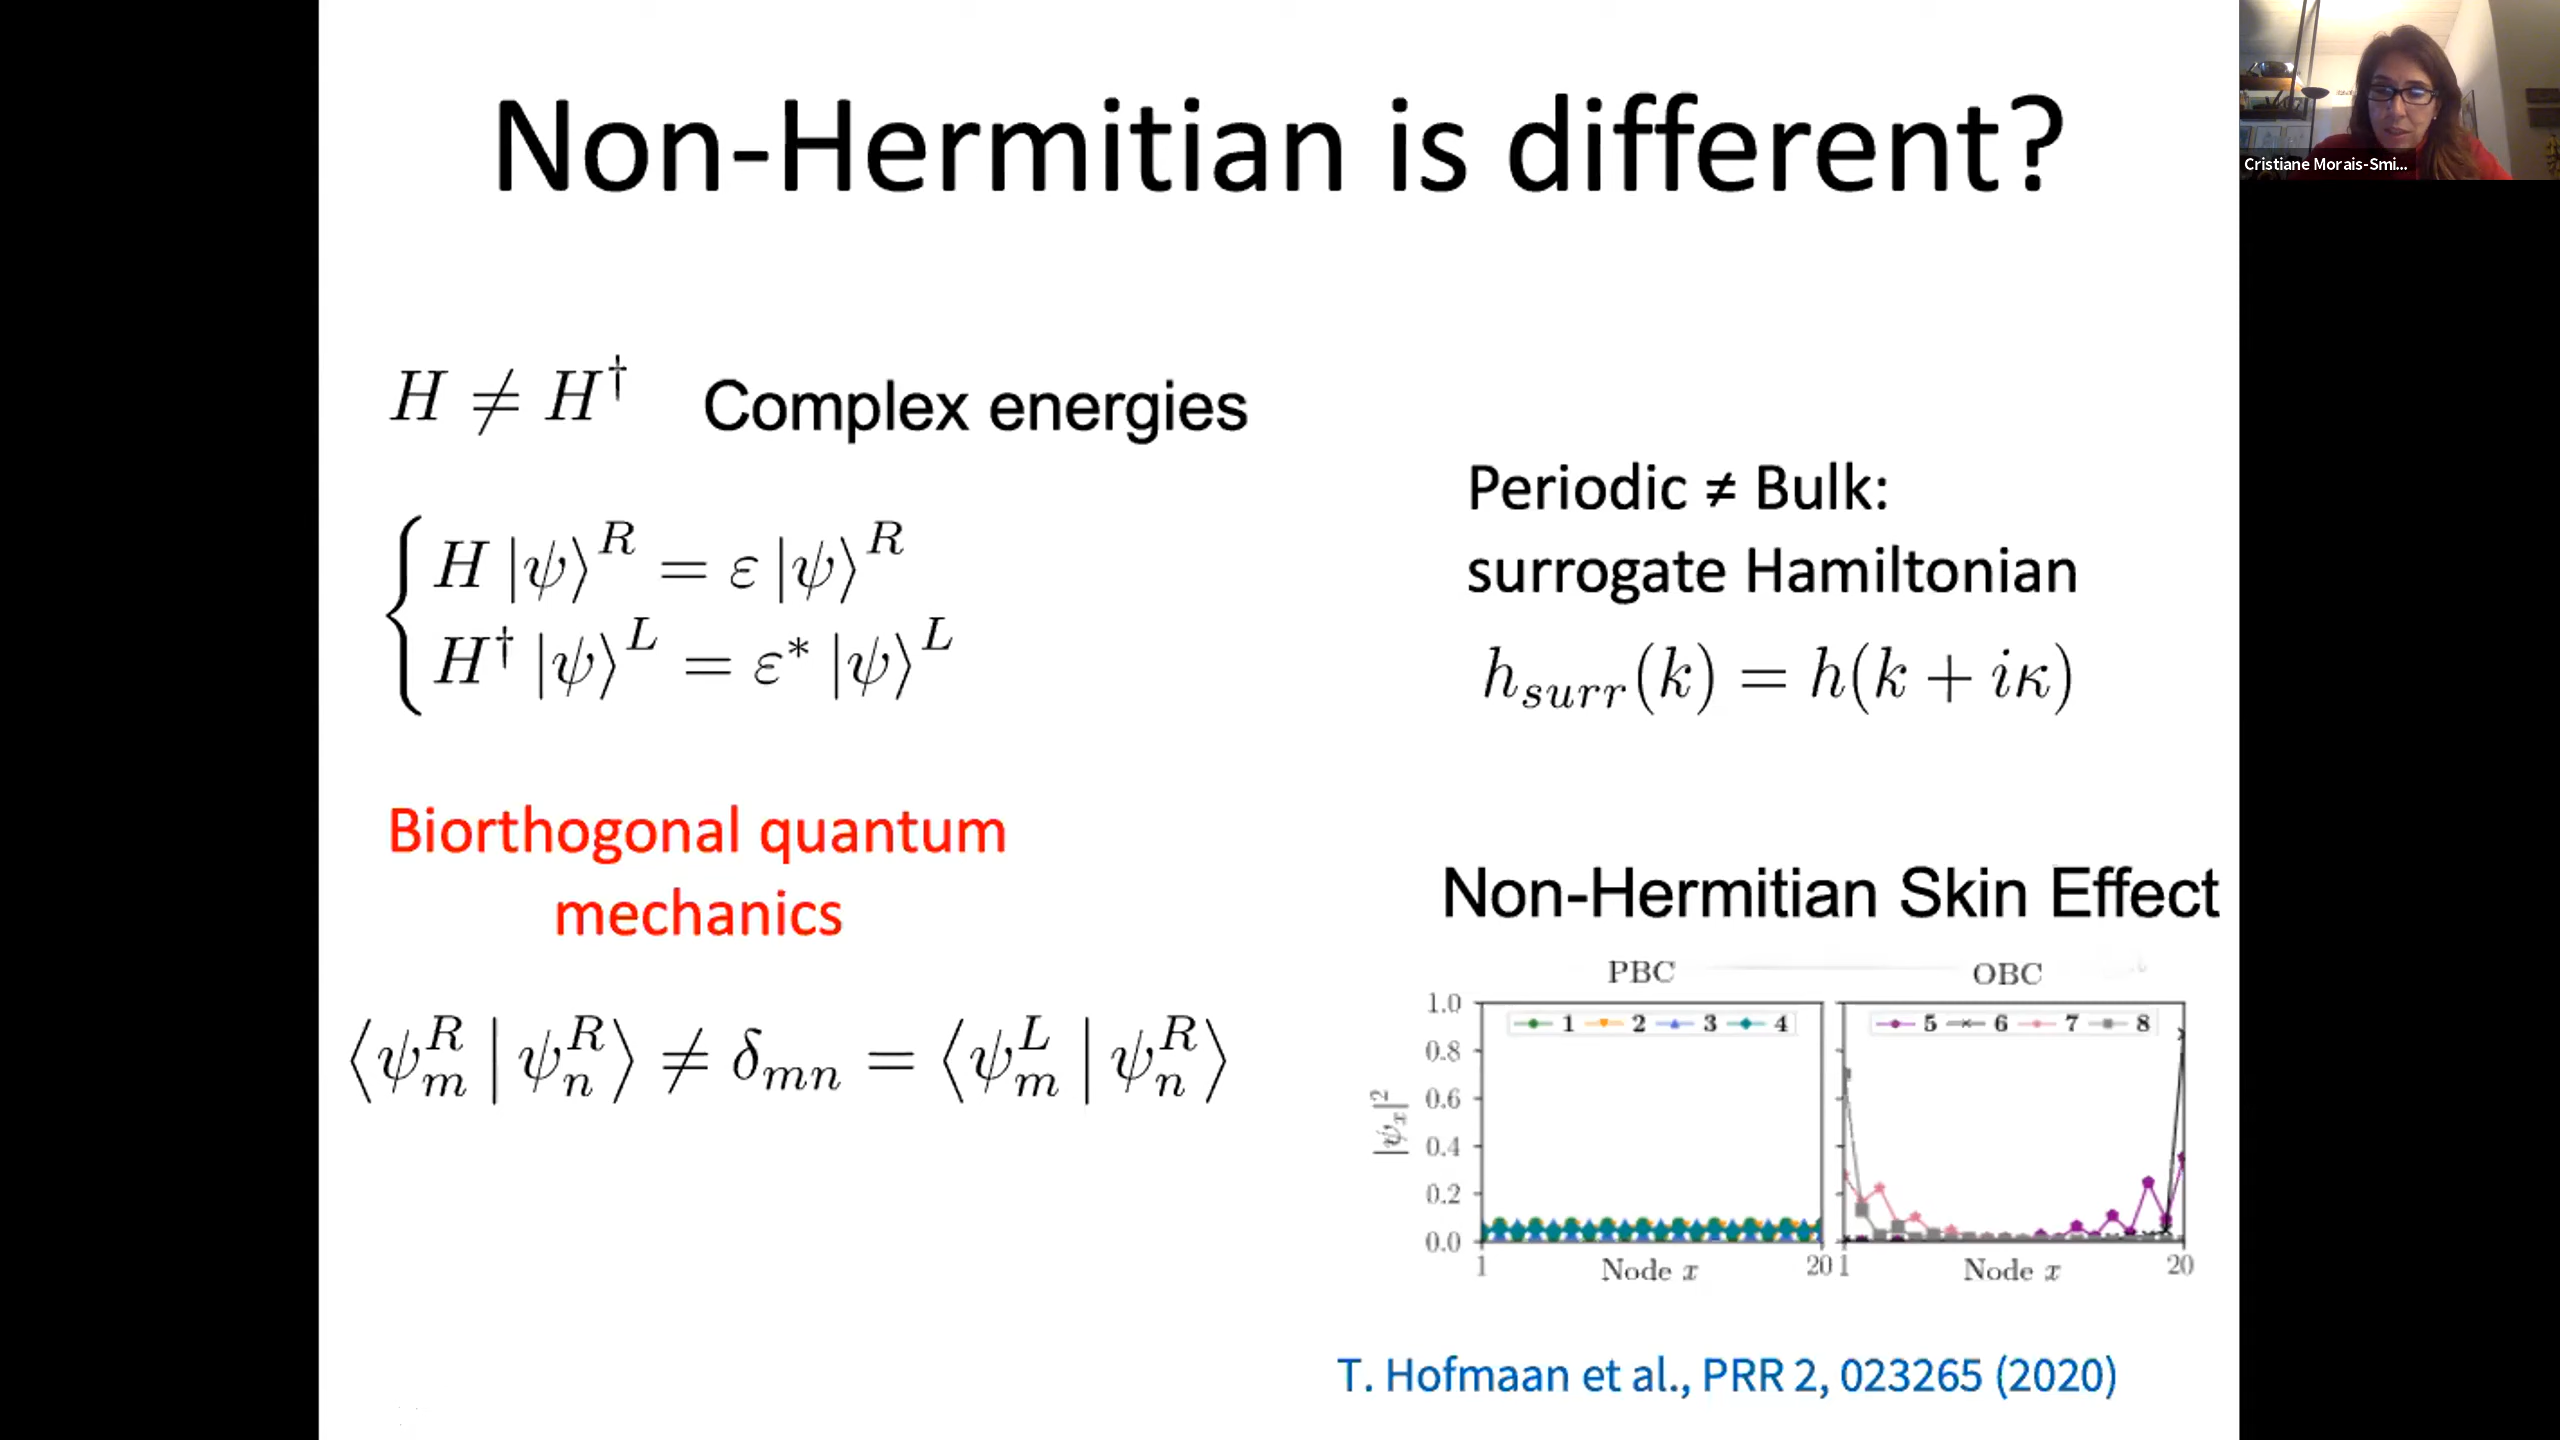 Non-Hermitian is different?
Cristiane Morais-Smi...
H ≠ H† Complex energies
H |ψ⟩^R = ε |ψ⟩^R
H† |ψ⟩^L = ε* |ψ⟩^L
Biorthogonal quantum
mechanics
⟨ψ_m^R | ψ_n^R⟩ ≠ δ_mn = ⟨ψ_m^L | ψ_n^R⟩
Periodic ≠ Bulk:
surrogate Hamiltonian
h_surr(k) = h(k + iκ)
Non-Hermitian Skin Effect
PBC OBC
1 2 3 4 5 6 7 8
|ψ_x|²
1.0
0.8
0.6
0.4
0.2
0.0
1 Node x 20 1 Node x 20
T. Hofmaan et al., PRR 2, 023265 (2020)